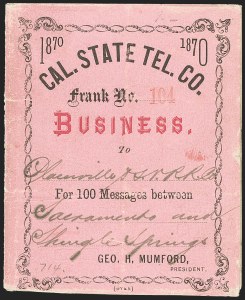 1870 1870
CAL. STATE TEL. CO.
Frank No. 104
BUSINESS.
TO
Placerville & S.V. R.R. Co
For 100 Messages between
Sacramento and
Shingle Springs
GEO. H. MUMFORD,
PRESIDENT.